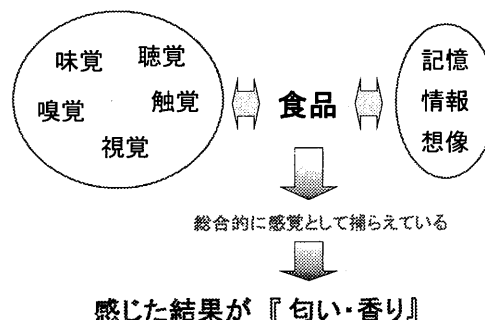 味覚 聴覚
嗅覚 触覚
視覚
食品
記憶
情報
想像
総合的に感覚として捕らえている
感じた結果が『匂い・香り』